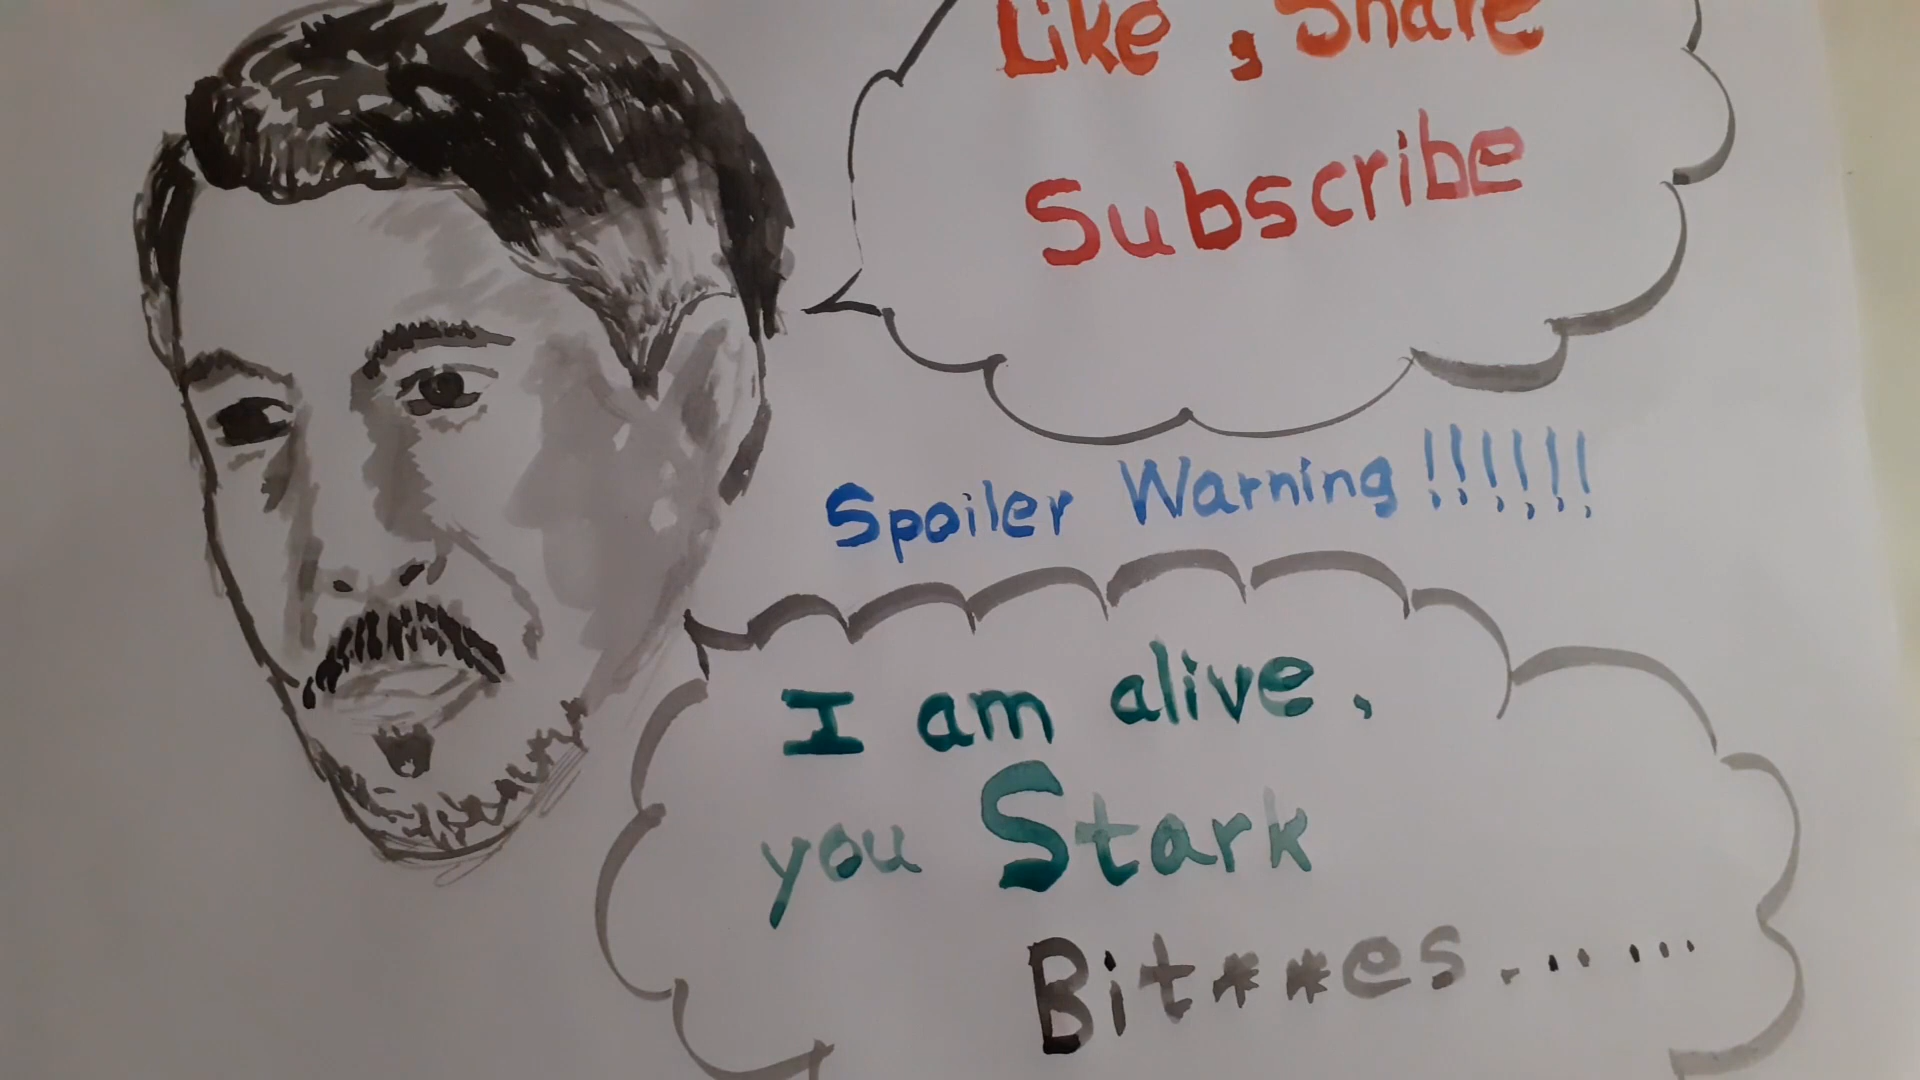 Like, Share
Subscribe
Spoiler Warning!!!!!!
I am alive,
you Stark
Bit**es.......